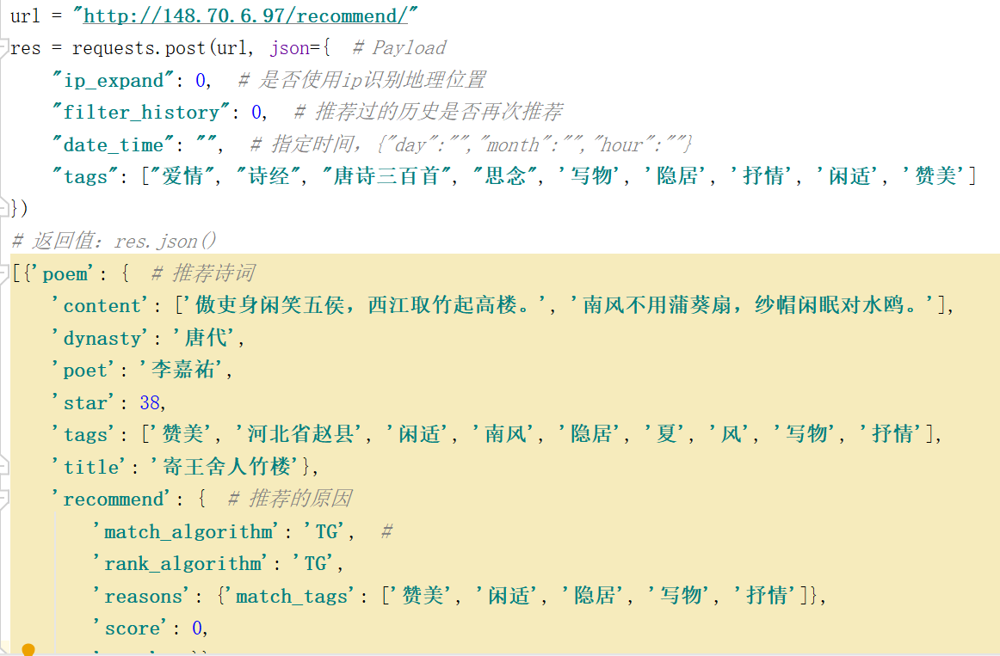 url = "http://148.70.6.97/recommend/"
res = requests.post(url, json={  # Payload
    "ip_expand": 0,  # 是否使用ip识别地理位置
    "filter_history": 0,  # 推荐过的历史是否再次推荐
    "date_time": "",  # 指定时间，{"day":"","month":"","hour":""}
    "tags": ["爱情", "诗经", "唐诗三百首", "思念", '写物', '隐居', '抒情', '闲适', '赞美']
})
# 返回值：res.json()
[{'poem': {  # 推荐诗词
    'content': ['傲吏身闲笑五侯，西江取竹起高楼。', '南风不用蒲葵扇，纱帽闲眠对水鸥。'],
    'dynasty': '唐代',
    'poet': '李嘉祐',
    'star': 38,
    'tags': ['赞美', '河北省赵县', '闲适', '南风', '隐居', '夏', '风', '写物', '抒情'],
    'title': '寄王舍人竹楼'},
    'recommend': {  # 推荐的原因
        'match_algorithm': 'TG',  #
        'rank_algorithm': 'TG',
        'reasons': {'match_tags': ['赞美', '闲适', '隐居', '写物', '抒情']},
        'score': 0,